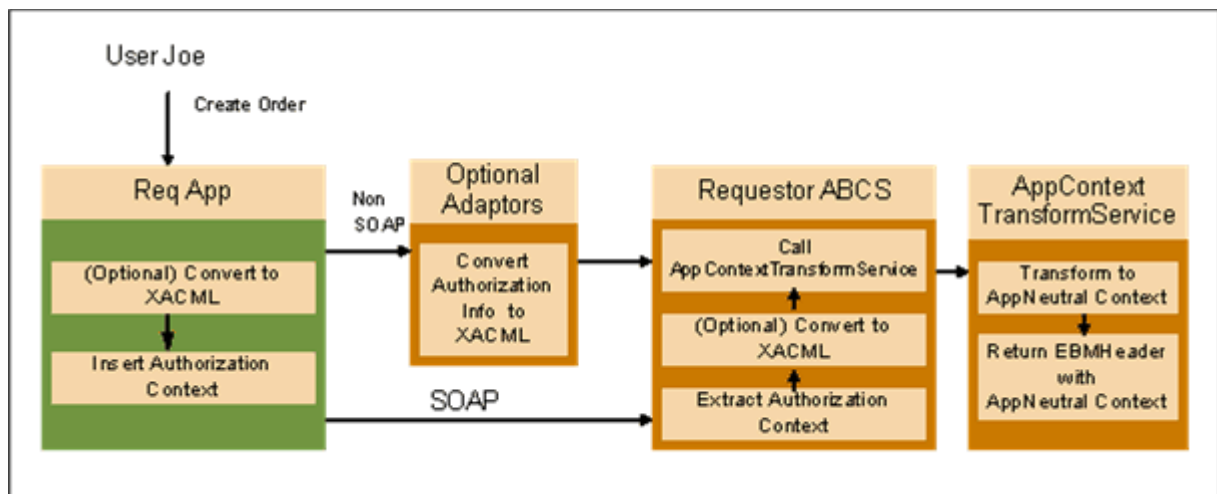 User Joe
Create Order
Req App
(Optional) Convert to
XACML
Insert Authorization
Context
Non
SOAP
SOAP
Optional
Adaptors
Convert
Authorization
Info to
XACML
Requestor ABCS
Call
AppContextTransformService
(Optional) Convert to
XACML
Extract Authorization
Context
AppContext
TransformService
Transform to
AppNeutral Context
Return EBMHeader
with
AppNeutral Context